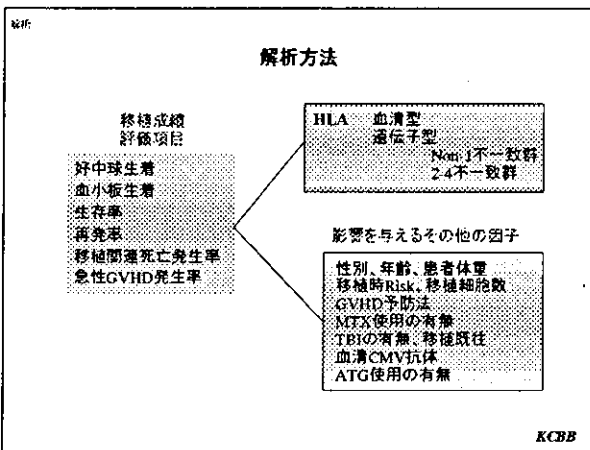 解析
解析方法
移植成績
評価項目
好中球生着
血小板生着
生存率
再発率
移植関連死亡発生率
急性GVHD発生率
HLA 血清型
遺伝子型
Non-1不一致群
2-4不一致群
影響を与えるその他の因子
性別、年齢、患者体重
移植時Risk、移植細胞数
GVHD予防法
MTX使用の有無
TBIの有無、移植既往
血清CMV抗体
ATG使用の有無
KCBB